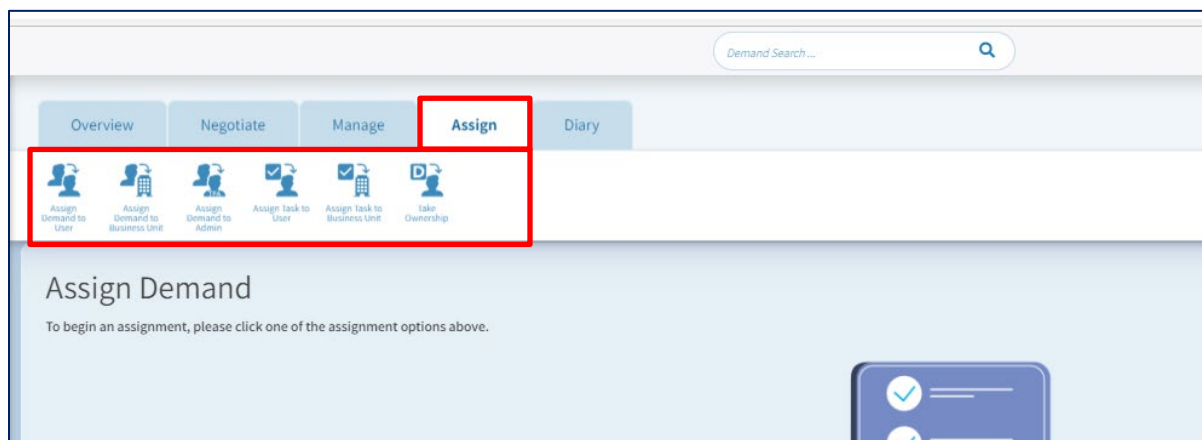 Demand Search ...
Overview Negotiate Manage Assign Diary
Assign Demand to User
Assign Demand to Business Unit
Assign Demand to Admin
Assign Task to User
Assign Task to Business Unit
Take Ownership
Assign Demand
To begin an assignment, please click one of the assignment options above.